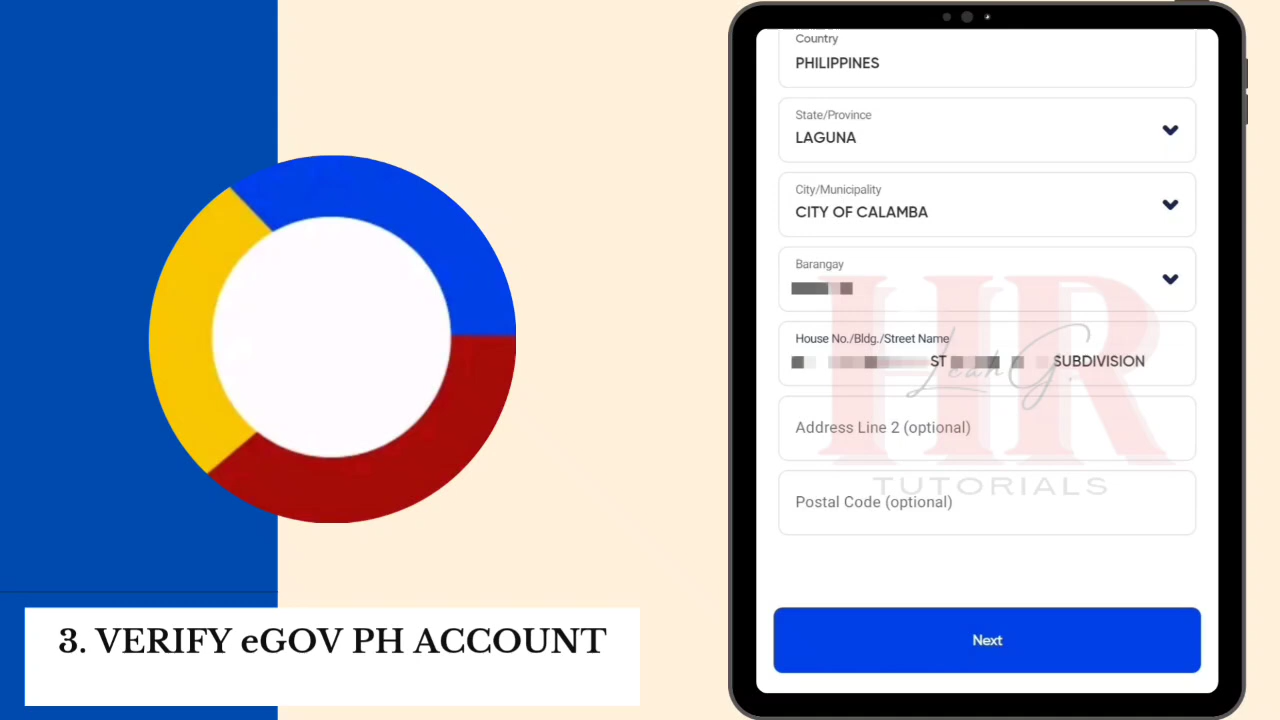 Country
PHILIPPINES
State/Province
LAGUNA
City/Municipality
CITY OF CALAMBA
Barangay
House No./Bldg./Street Name
ST SUBDIVISION
Address Line 2 (optional)
Postal Code (optional)
Next
HR
Leah G.
TUTORIALS
3. VERIFY eGOV PH ACCOUNT